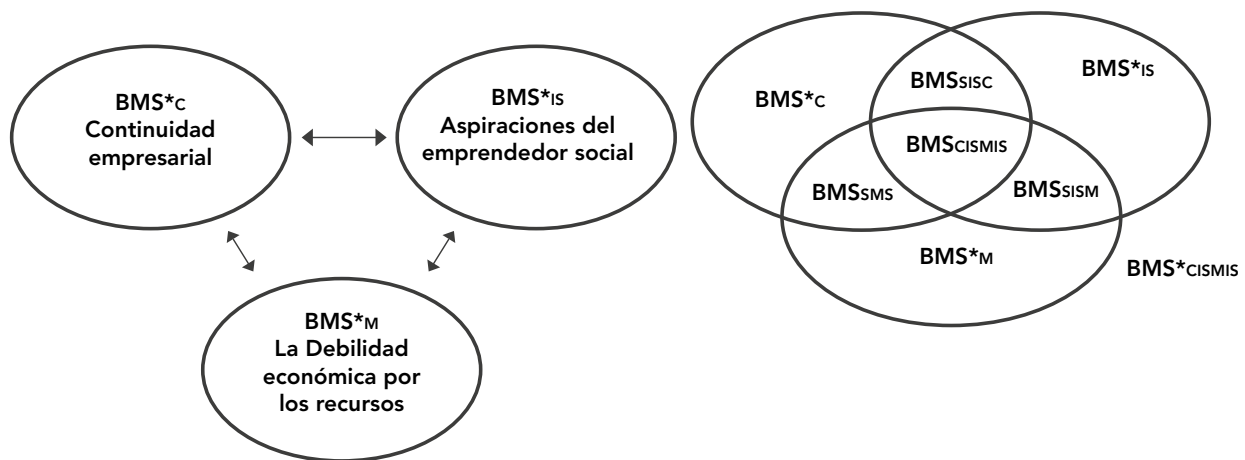 BMS*C
Continuidad
empresarial
BMS*IS
Aspiraciones del
emprendedor social
BMS*M
La Debilidad
económica por
los recursos
BMS*C
BMSSISC
BMS*IS
BMSCISMIS
BMSSMS
BMSSISM
BMS*M
BMS*CISMIS